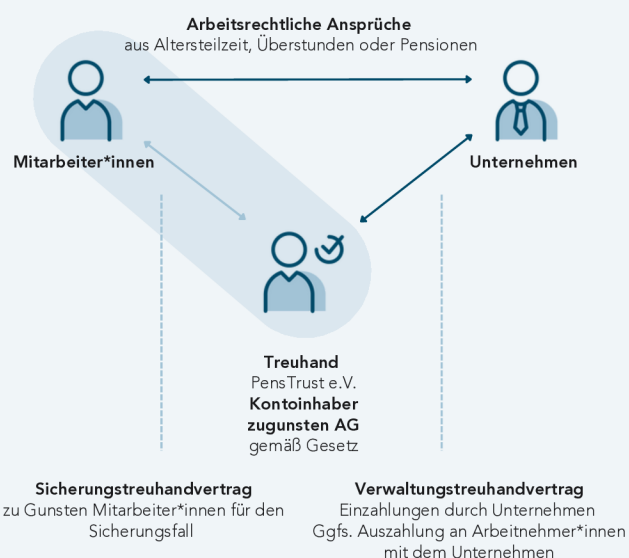 Arbeitsrechtliche Ansprüche
aus Altersteilzeit, Überstunden oder Pensionen
Mitarbeiter*innen
Unternehmen
Treuhand
PensTrust e.V.
Kontoinhaber
zugunsten AG
gemäß Gesetz
Sicherungstreuhandvertrag
zu Gunsten Mitarbeiter*innen für den
Sicherungsfall
Verwaltungstreuhandvertrag
Einzahlungen durch Unternehmen
Ggfs. Auszahlung an Arbeitnehmer*innen
mit dem Unternehmen